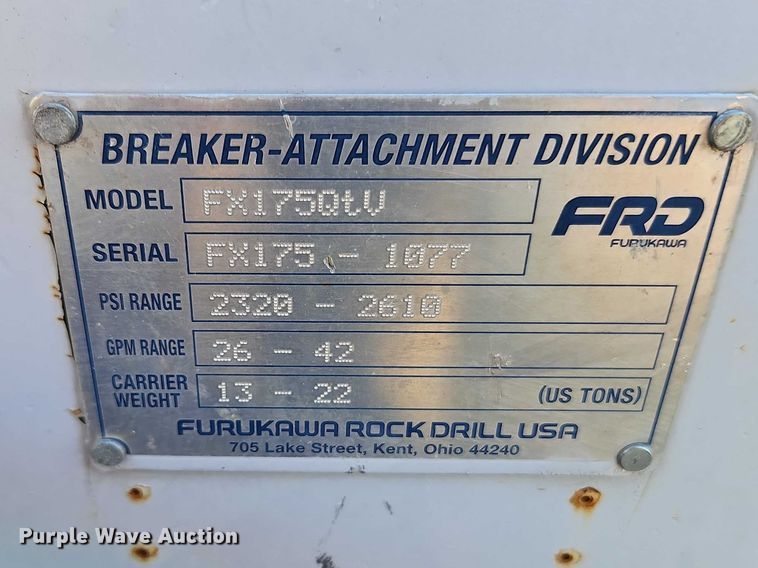 BREAKER-ATTACHMENT DIVISION
MODEL FX175QtV
FRD
FURUKAWA
SERIAL FX175 - 1077
PSI RANGE 2320 - 2610
GPM RANGE 26 - 42
CARRIER WEIGHT 13 - 22 (US TONS)
FURUKAWA ROCK DRILL USA
705 Lake Street, Kent, Ohio 44240
Purple Wave Auction